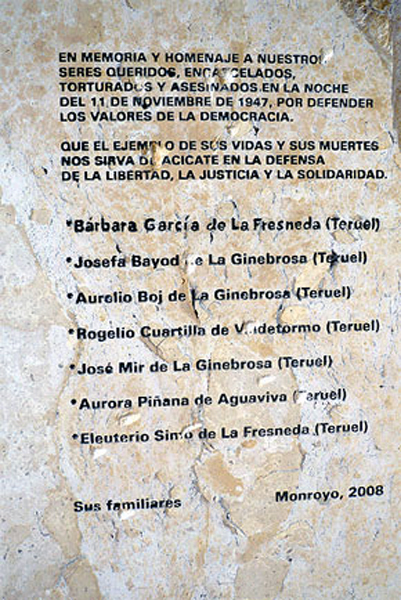 EN MEMORIA Y HOMENAJE A NUESTROS
SERES QUERIDOS, ENCARCELADOS,
TORTURADOS Y ASESINADOS EN LA NOCHE
DEL 11 DE NOVIEMBRE DE 1947, POR DEFENDER
LOS VALORES DE LA DEMOCRACIA.
QUE EL EJEMPLO DE SUS VIDAS Y SUS MUERTES
NOS SIRVA DE ACICATE EN LA DEFENSA
DE LA LIBERTAD, LA JUSTICIA Y LA SOLIDARIDAD.
*Bárbara García de La Fresneda (Teruel)
*Josefa Bayod de La Ginebrosa (Teruel)
*Aurelio Boj de La Ginebrosa (Teruel)
*Rogelio Cuartilla de Valdetormo (Teruel)
*José Mir de La Ginebrosa (Teruel)
*Aurora Piñana de Aguaviva (Teruel)
*Eleuterio Simo de La Fresneda (Teruel)
Sus familiares Monroyo, 2008